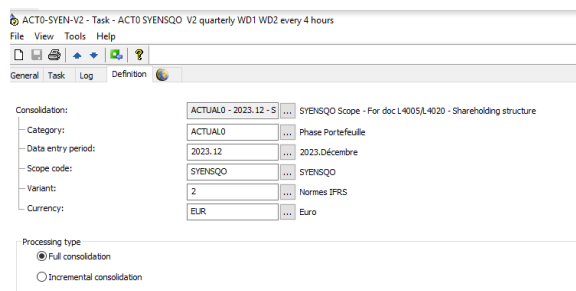 ACT0-SYEN-V2 - Task - ACT0 SYENSQO V2 quarterly WD1 WD2 every 4 hours
File View Tools Help
General Task Log Definition
Consolidation: ACTUAL0 - 2023.12 - S ... SYENSQO Scope - For doc L4005/L4020 - Shareholding structure
Category: ACTUAL0 ... Phase Portefeuille
Data entry period: 2023.12 ... 2023.Décembre
Scope code: SYENSQO ... SYENSQO
Variant: 2 ... Normes IFRS
Currency: EUR ... Euro
Processing type
Full consolidation
Incremental consolidation